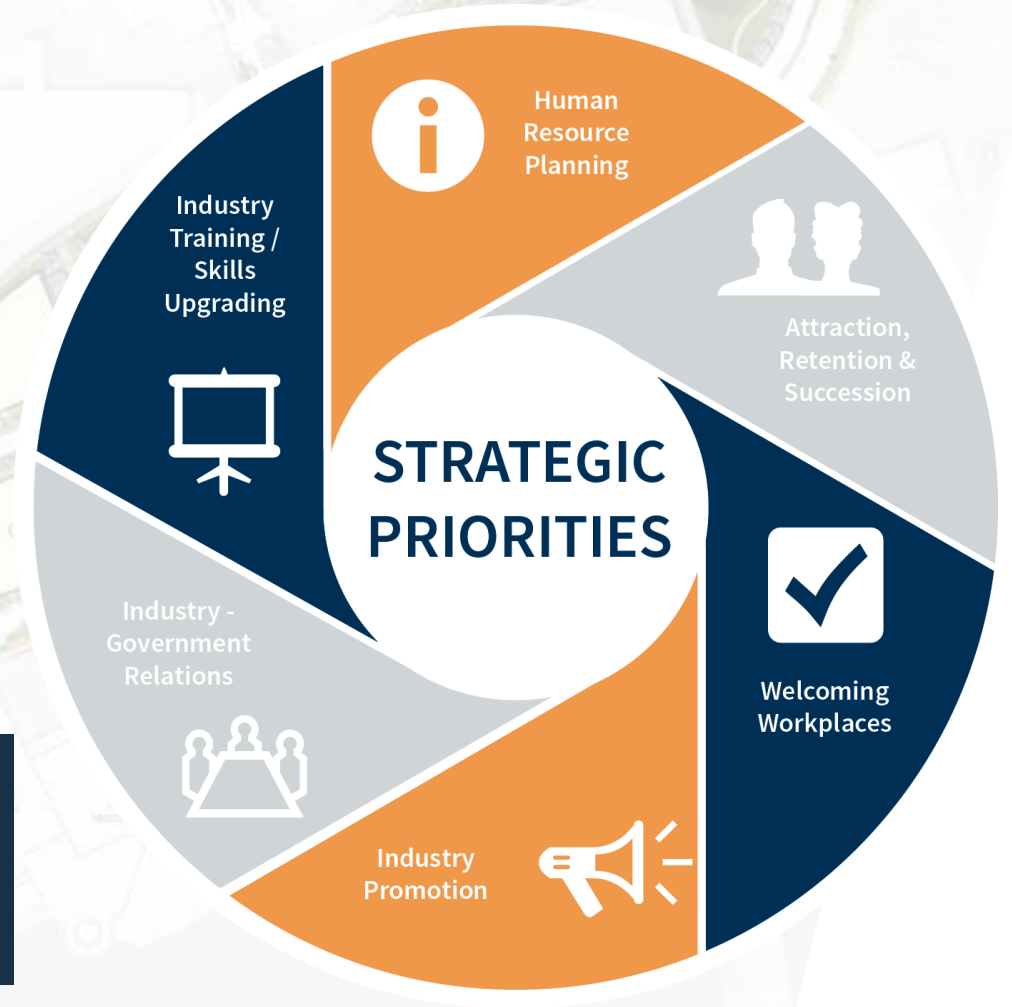 Human
Resource
Planning
Attraction,
Retention &
Succession
Welcoming
Workplaces
Industry
Promotion
Industry -
Government
Relations
Industry
Training /
Skills
Upgrading
STRATEGIC
PRIORITIES